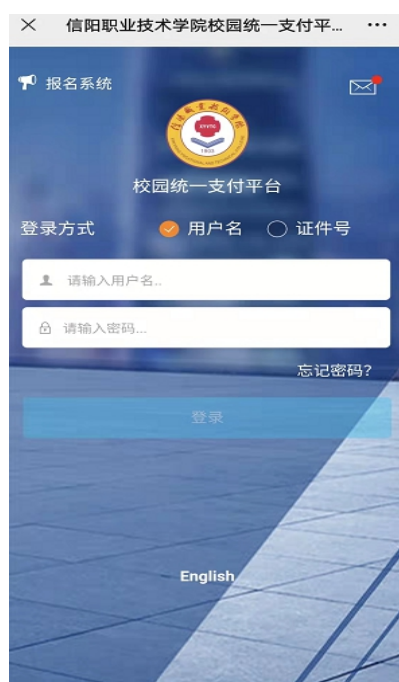 信阳职业技术学院校园统一支付平...
报名系统
1903
校园统一支付平台
登录方式 用户名 证件号
请输入用户名..
请输入密码...
忘记密码?
登录
English